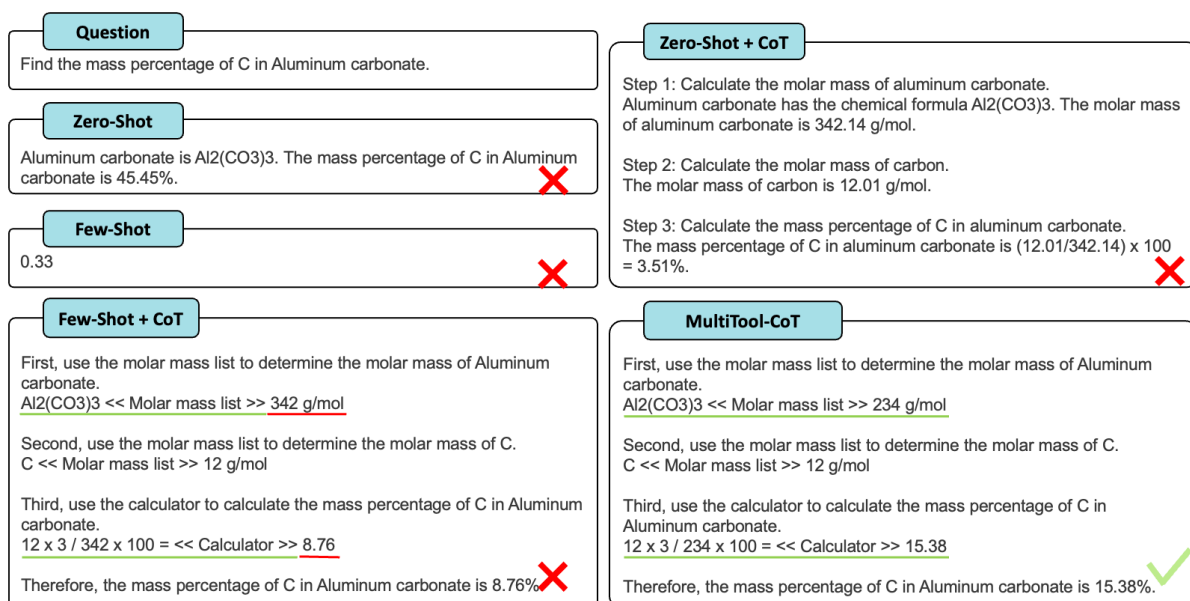 Question
Find the mass percentage of C in Aluminum carbonate.
Zero-Shot
Aluminum carbonate is Al2(CO3)3. The mass percentage of C in Aluminum
carbonate is 45.45%.
Few-Shot
0.33
Zero-Shot + CoT
Step 1: Calculate the molar mass of aluminum carbonate.
Aluminum carbonate has the chemical formula Al2(CO3)3. The molar mass
of aluminum carbonate is 342.14 g/mol.
Step 2: Calculate the molar mass of carbon.
The molar mass of carbon is 12.01 g/mol.
Step 3: Calculate the mass percentage of C in aluminum carbonate.
The mass percentage of C in aluminum carbonate is (12.01/342.14) x 100
= 3.51%.
Few-Shot + CoT
First, use the molar mass list to determine the molar mass of Aluminum
carbonate.
Al2(CO3)3 << Molar mass list >> 342 g/mol
Second, use the molar mass list to determine the molar mass of C.
C << Molar mass list >> 12 g/mol
Third, use the calculator to calculate the mass percentage of C in Aluminum
carbonate.
12 x 3 / 342 x 100 = << Calculator >> 8.76
Therefore, the mass percentage of C in Aluminum carbonate is 8.76%
MultiTool-CoT
First, use the molar mass list to determine the molar mass of Aluminum
carbonate.
Al2(CO3)3 << Molar mass list >> 234 g/mol
Second, use the molar mass list to determine the molar mass of C.
C << Molar mass list >> 12 g/mol
Third, use the calculator to calculate the mass percentage of C in
Aluminum carbonate.
12 x 3 / 234 x 100 = << Calculator >> 15.38
Therefore, the mass percentage of C in Aluminum carbonate is 15.38%.